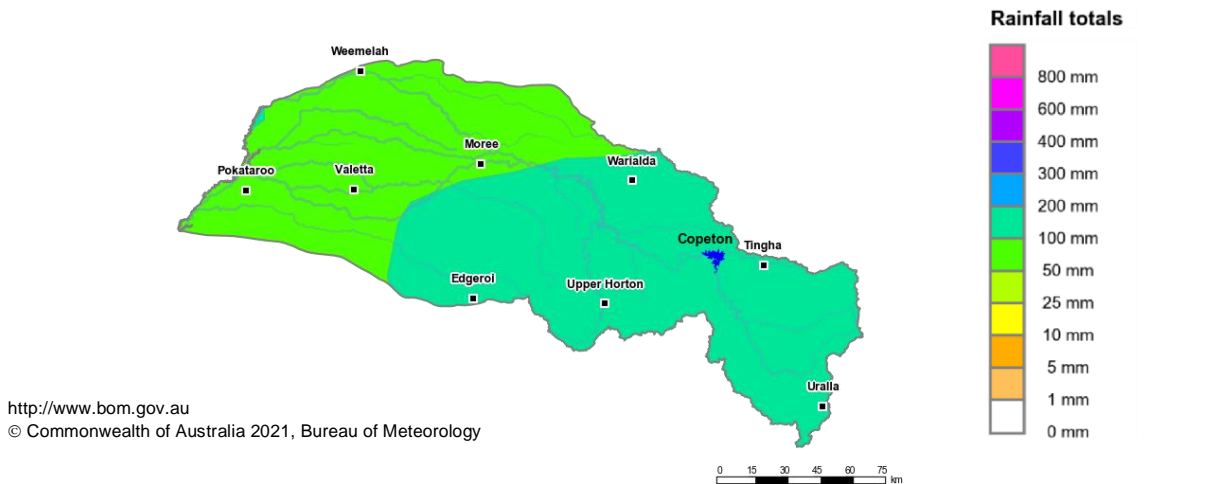 Rainfall totals
Weemelah
800 mm
600 mm
400 mm
Moree
Warialda
300 mm
Pokataroo
Valetta
200 mm
100 mm
Copeton
Tingha
50 mm
Edgeroi
Upper Horton
25 mm
10 mm
5 mm
Uralla
1 mm
http://www.bom.gov.au
0 mm
© Commonwealth of Australia 2021, Bureau of Meteorology
0 15 30 45 60 75
km